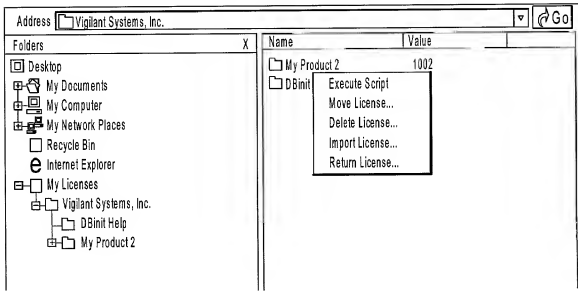 Address Vigilant Systems, Inc. Go
Folders X
Desktop
My Documents
My Computer
My Network Places
Recycle Bin
e Internet Explorer
My Licenses
Vigilant Systems, Inc.
DBinit Help
My Product 2
Name Value
My Product 2 1002
DBinit
Execute Script
Move License...
Delete License...
Import License...
Return License...